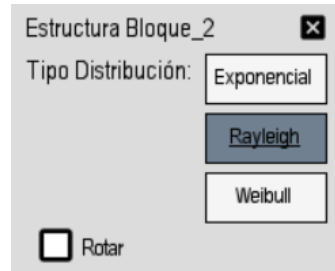 Estructura Bloque_2
Tipo Distribución: Exponencial
Rayleigh
Weibull
Rotar